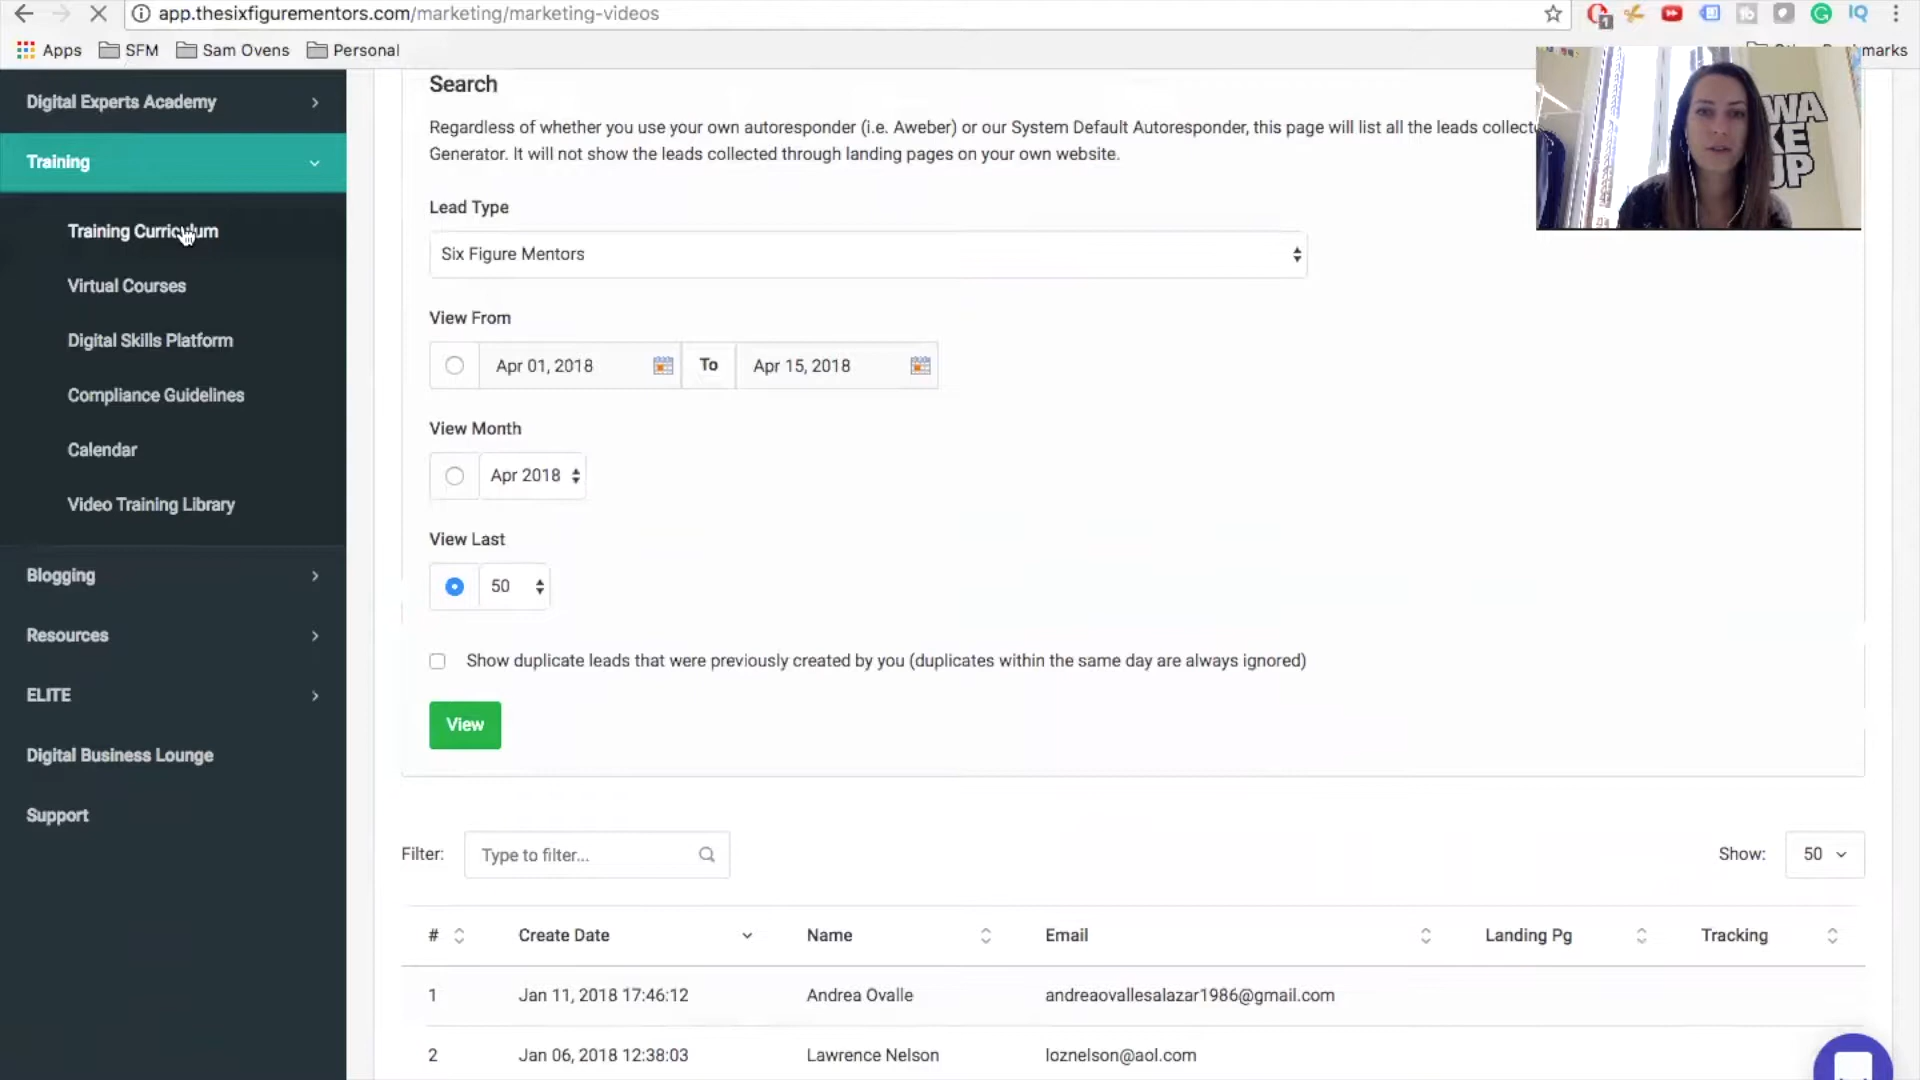 app.thesixfigurementors.com/marketing/marketing-videos
Apps SFM Sam Ovens Personal
marks
Digital Experts Academy
Training
Training Curriculum
Virtual Courses
Digital Skills Platform
Compliance Guidelines
Calendar
Video Training Library
Blogging
Resources
ELITE
Digital Business Lounge
Support
Search
Regardless of whether you use your own autoresponder (i.e. Aweber) or our System Default Autoresponder, this page will list all the leads collect
Generator. It will not show the leads collected through landing pages on your own website.
Lead Type
Six Figure Mentors
View From
Apr 01, 2018 To Apr 15, 2018
View Month
Apr 2018
View Last
50
Show duplicate leads that were previously created by you (duplicates within the same day are always ignored)
View
Filter: Type to filter... Show: 50
# Create Date Name Email Landing Pg Tracking
1 Jan 11, 2018 17:46:12 Andrea Ovalle andreaovallesalazar1986@gmail.com
2 Jan 06, 2018 12:38:03 Lawrence Nelson loznelson@aol.com
WA
KE
UP